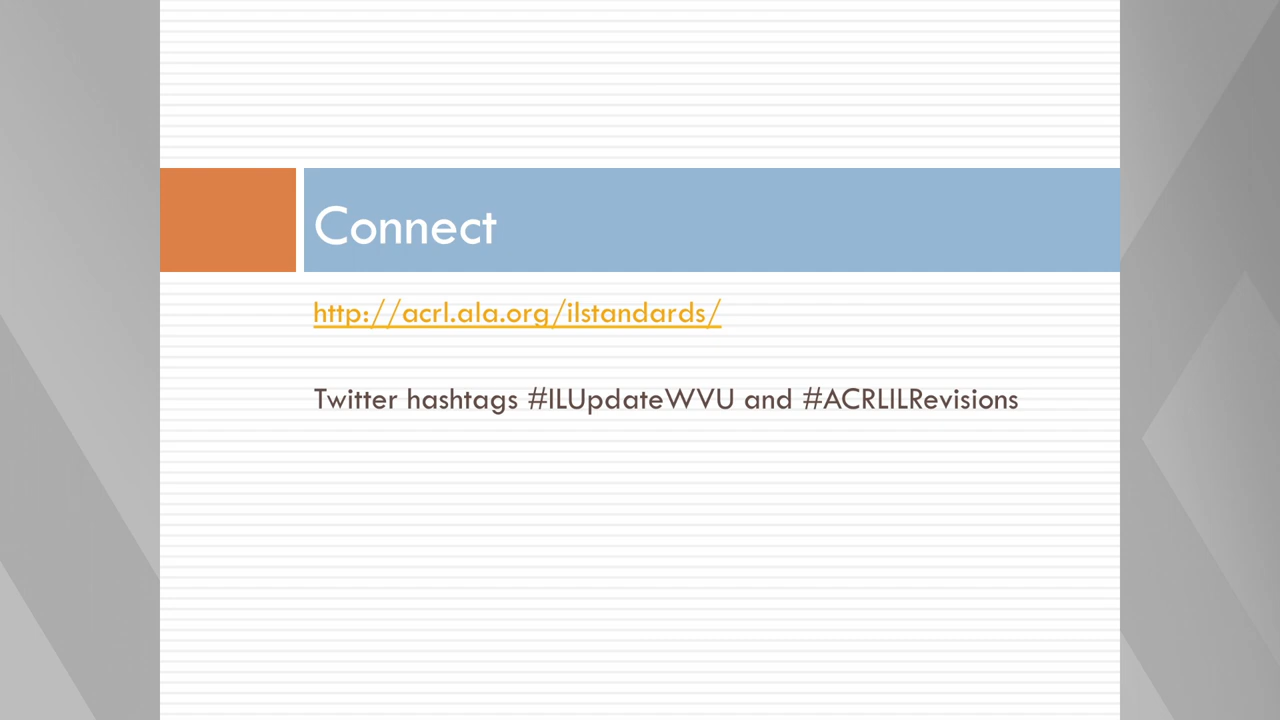 Connect
http://acrl.ala.org/ilstandards/
Twitter hashtags #ILUpdateWVU and #ACRLILRevisions